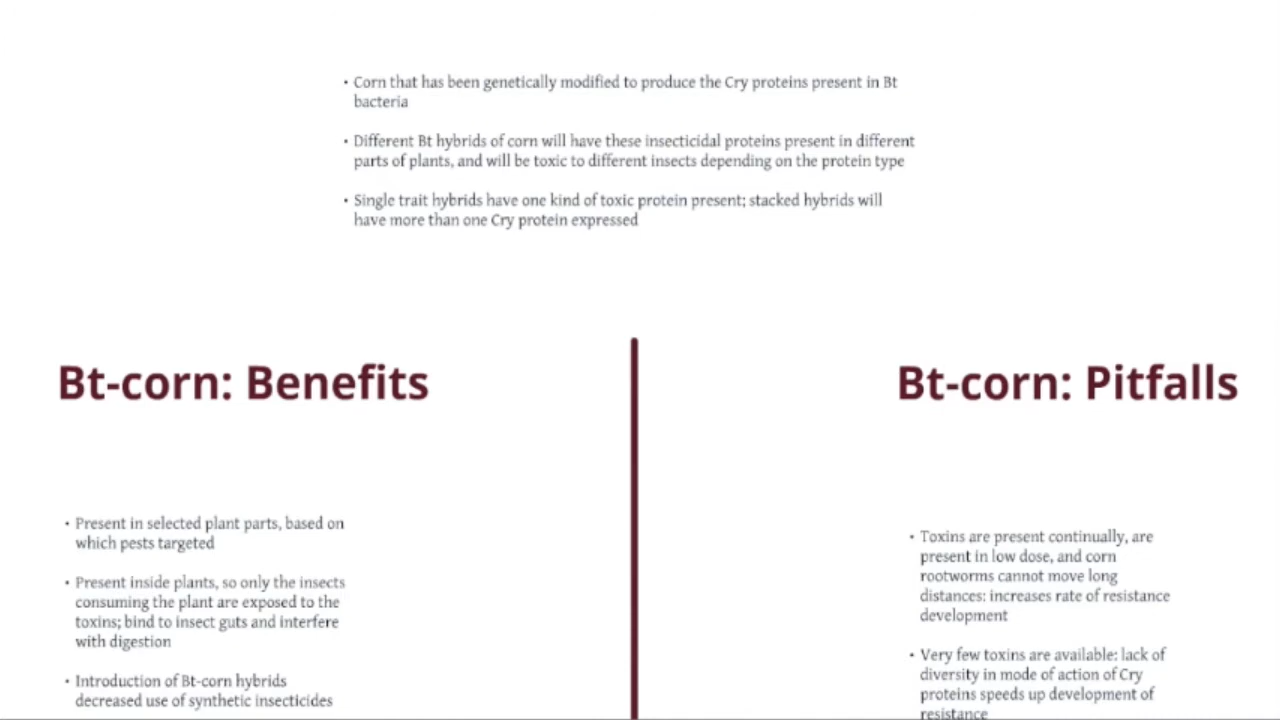 • Corn that has been genetically modified to produce the Cry proteins present in Bt
bacteria
• Different Bt hybrids of corn will have these insecticidal proteins present in different
parts of plants, and will be toxic to different insects depending on the protein type
• Single trait hybrids have one kind of toxic protein present; stacked hybrids will
have more than one Cry protein expressed
Bt-corn: Benefits
• Present in selected plant parts, based on
which pests targeted
• Present inside plants, so only the insects
consuming the plant are exposed to the
toxins; bind to insect guts and interfere
with digestion
• Introduction of Bt-corn hybrids
decreased use of synthetic insecticides
Bt-corn: Pitfalls
• Toxins are present continually, are
present in low dose, and corn
rootworms cannot move long
distances: increases rate of resistance
development
• Very few toxins are available: lack of
diversity in mode of action of Cry
proteins speeds up development of
resistance